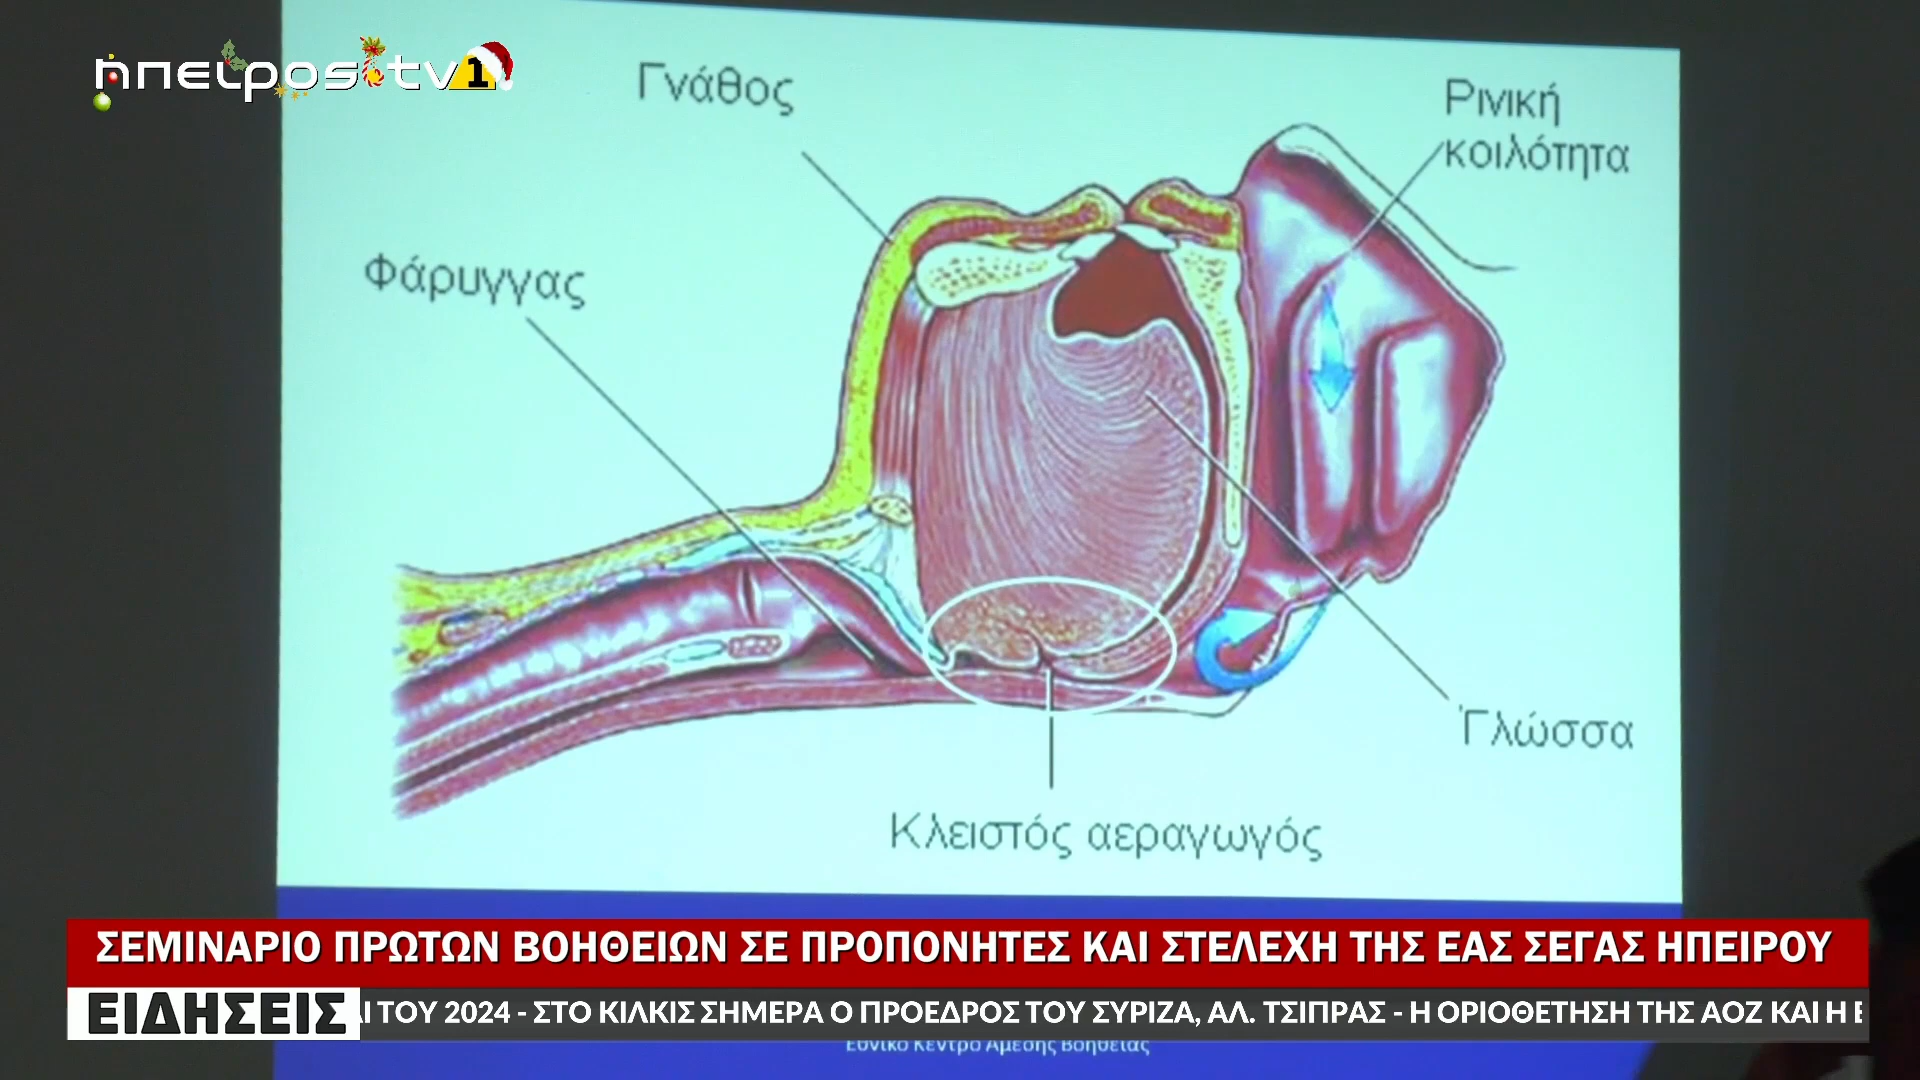 ηπειρος tv1
Γνάθος
Ρινική
κοιλότητα
Φάρυγγας
Γλώσσα
Κλειστός αεραγωγός
ΣΕΜΙΝΑΡΙΟ ΠΡΩΤΩΝ ΒΟΗΘΕΙΩΝ ΣΕ ΠΡΟΠΟΝΗΤΕΣ ΚΑΙ ΣΤΕΛΕΧΗ ΤΗΣ ΕΑΣ ΣΕΓΑΣ ΗΠΕΙΡΟΥ
ΕΙΔΗΣΕΙΣ
ΤΟΥ 2024 - ΣΤΟ ΚΙΛΚΙΣ ΣΗΜΕΡΑ Ο ΠΡΟΕΔΡΟΣ ΤΟΥ ΣΥΡΙΖΑ, ΑΛ. ΤΣΙΠΡΑΣ - Η ΟΡΙΟΘΕΤΗΣΗ ΤΗΣ ΑΟΖ ΚΑΙ Η
Εθνικό Κέντρο Άμεσης Βοήθειας